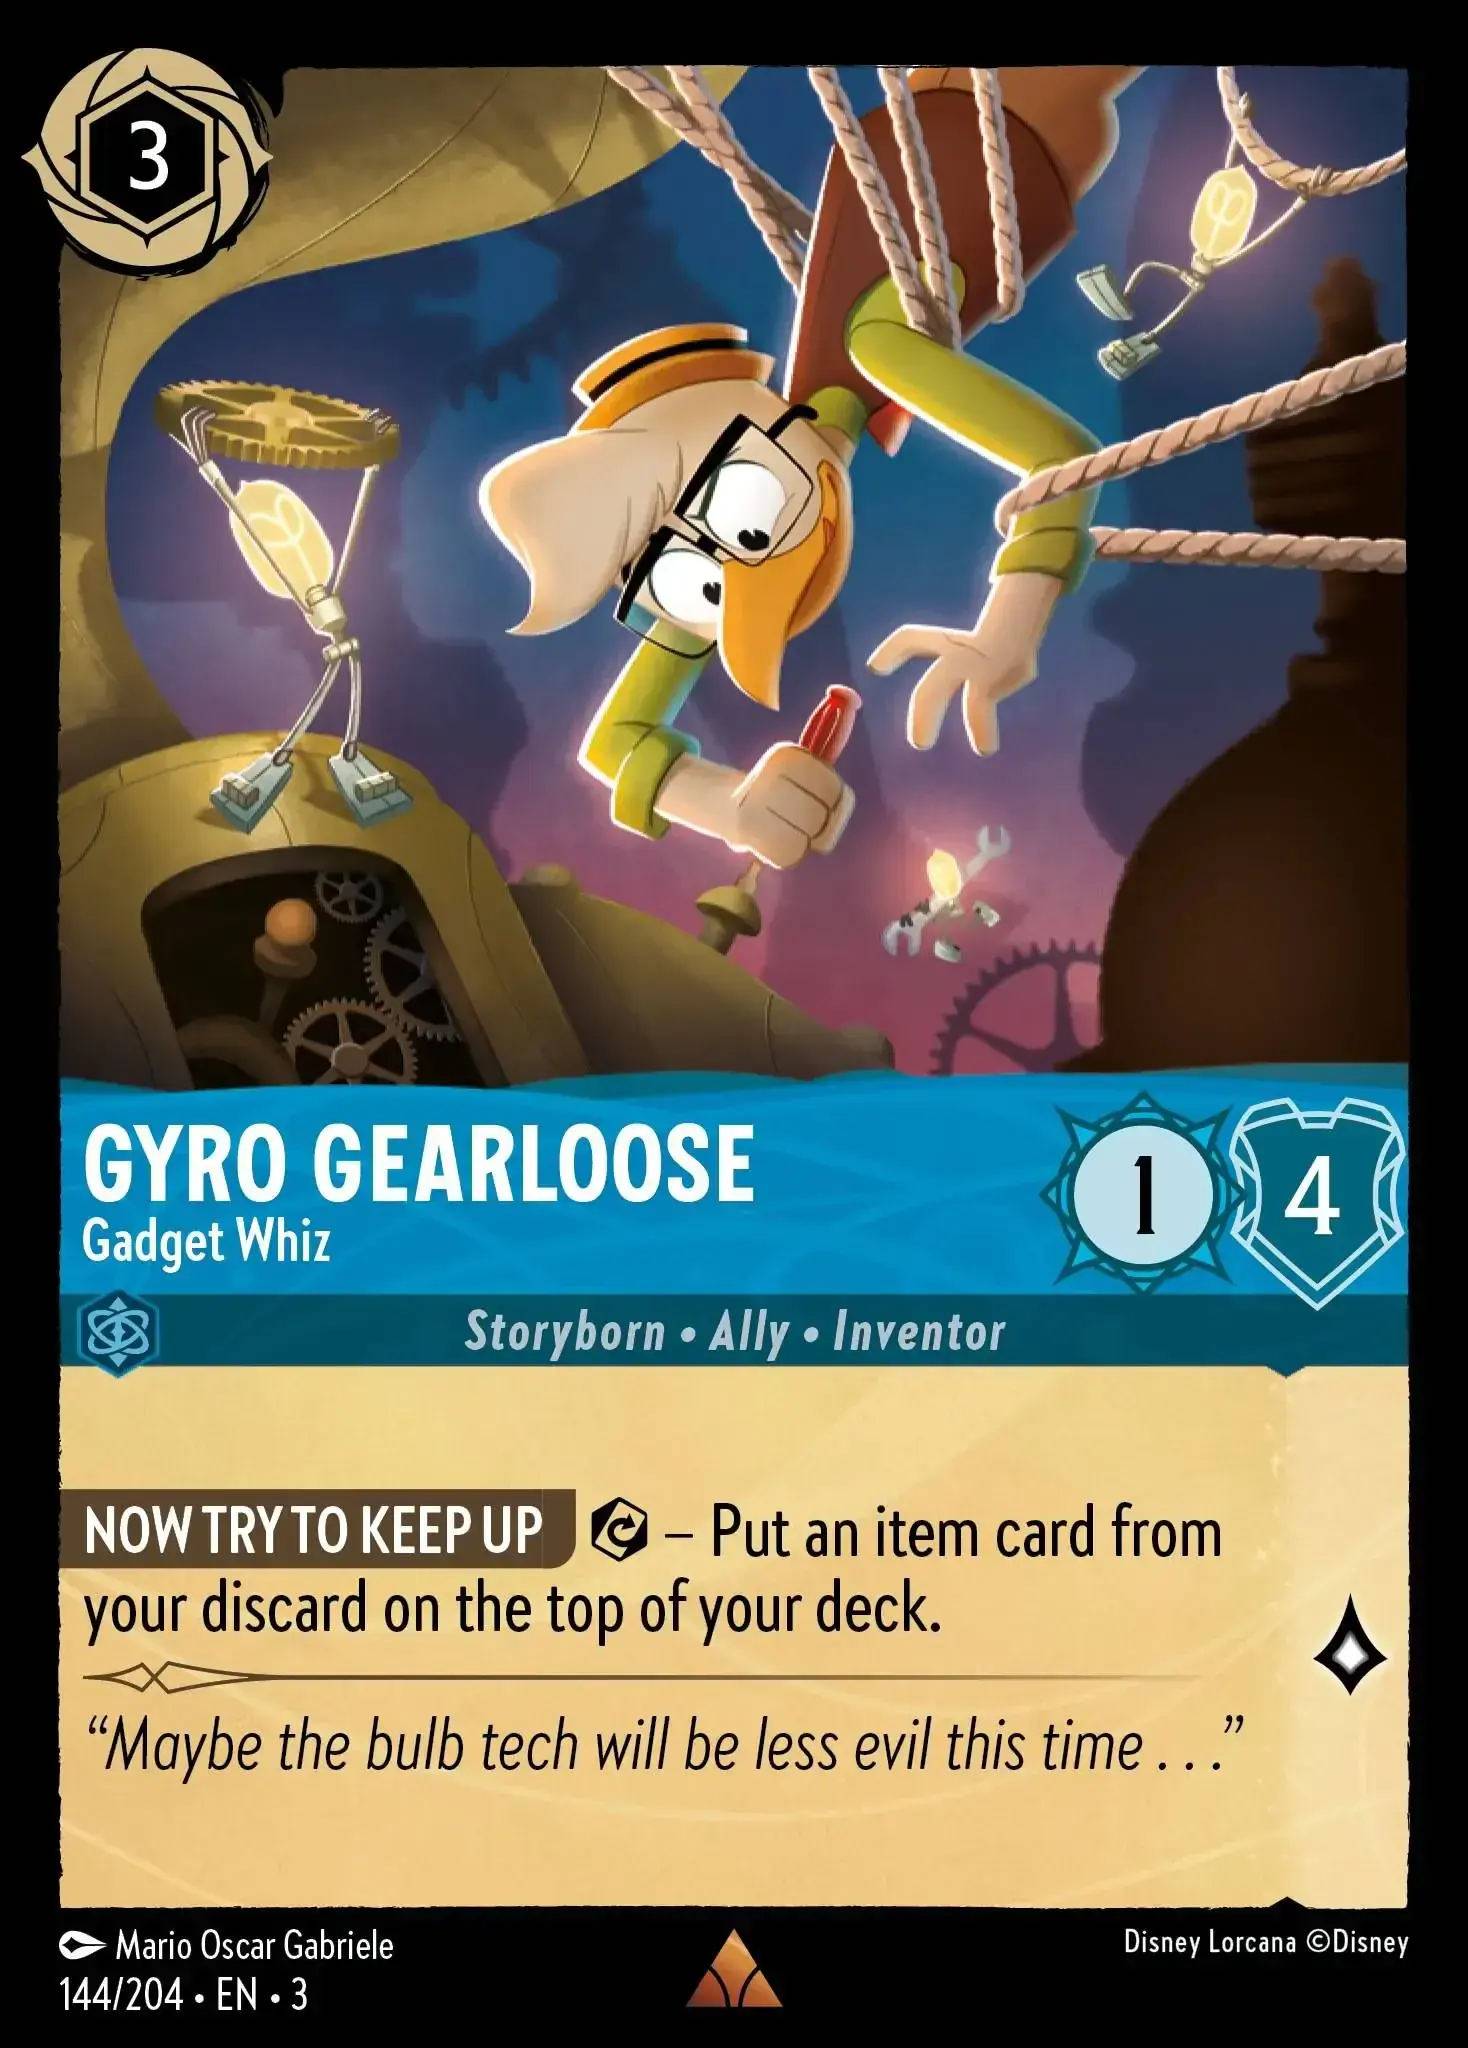 3
GYRO GEARLOOSE
Gadget Whiz
1
4
Storyborn • Ally • Inventor
NOW TRY TO KEEP UP – Put an item card from
your discard on the top of your deck.
“Maybe the bulb tech will be less evil this time . . .”
Mario Oscar Gabriele
Disney Lorcana ©Disney
144/204 • EN • 3